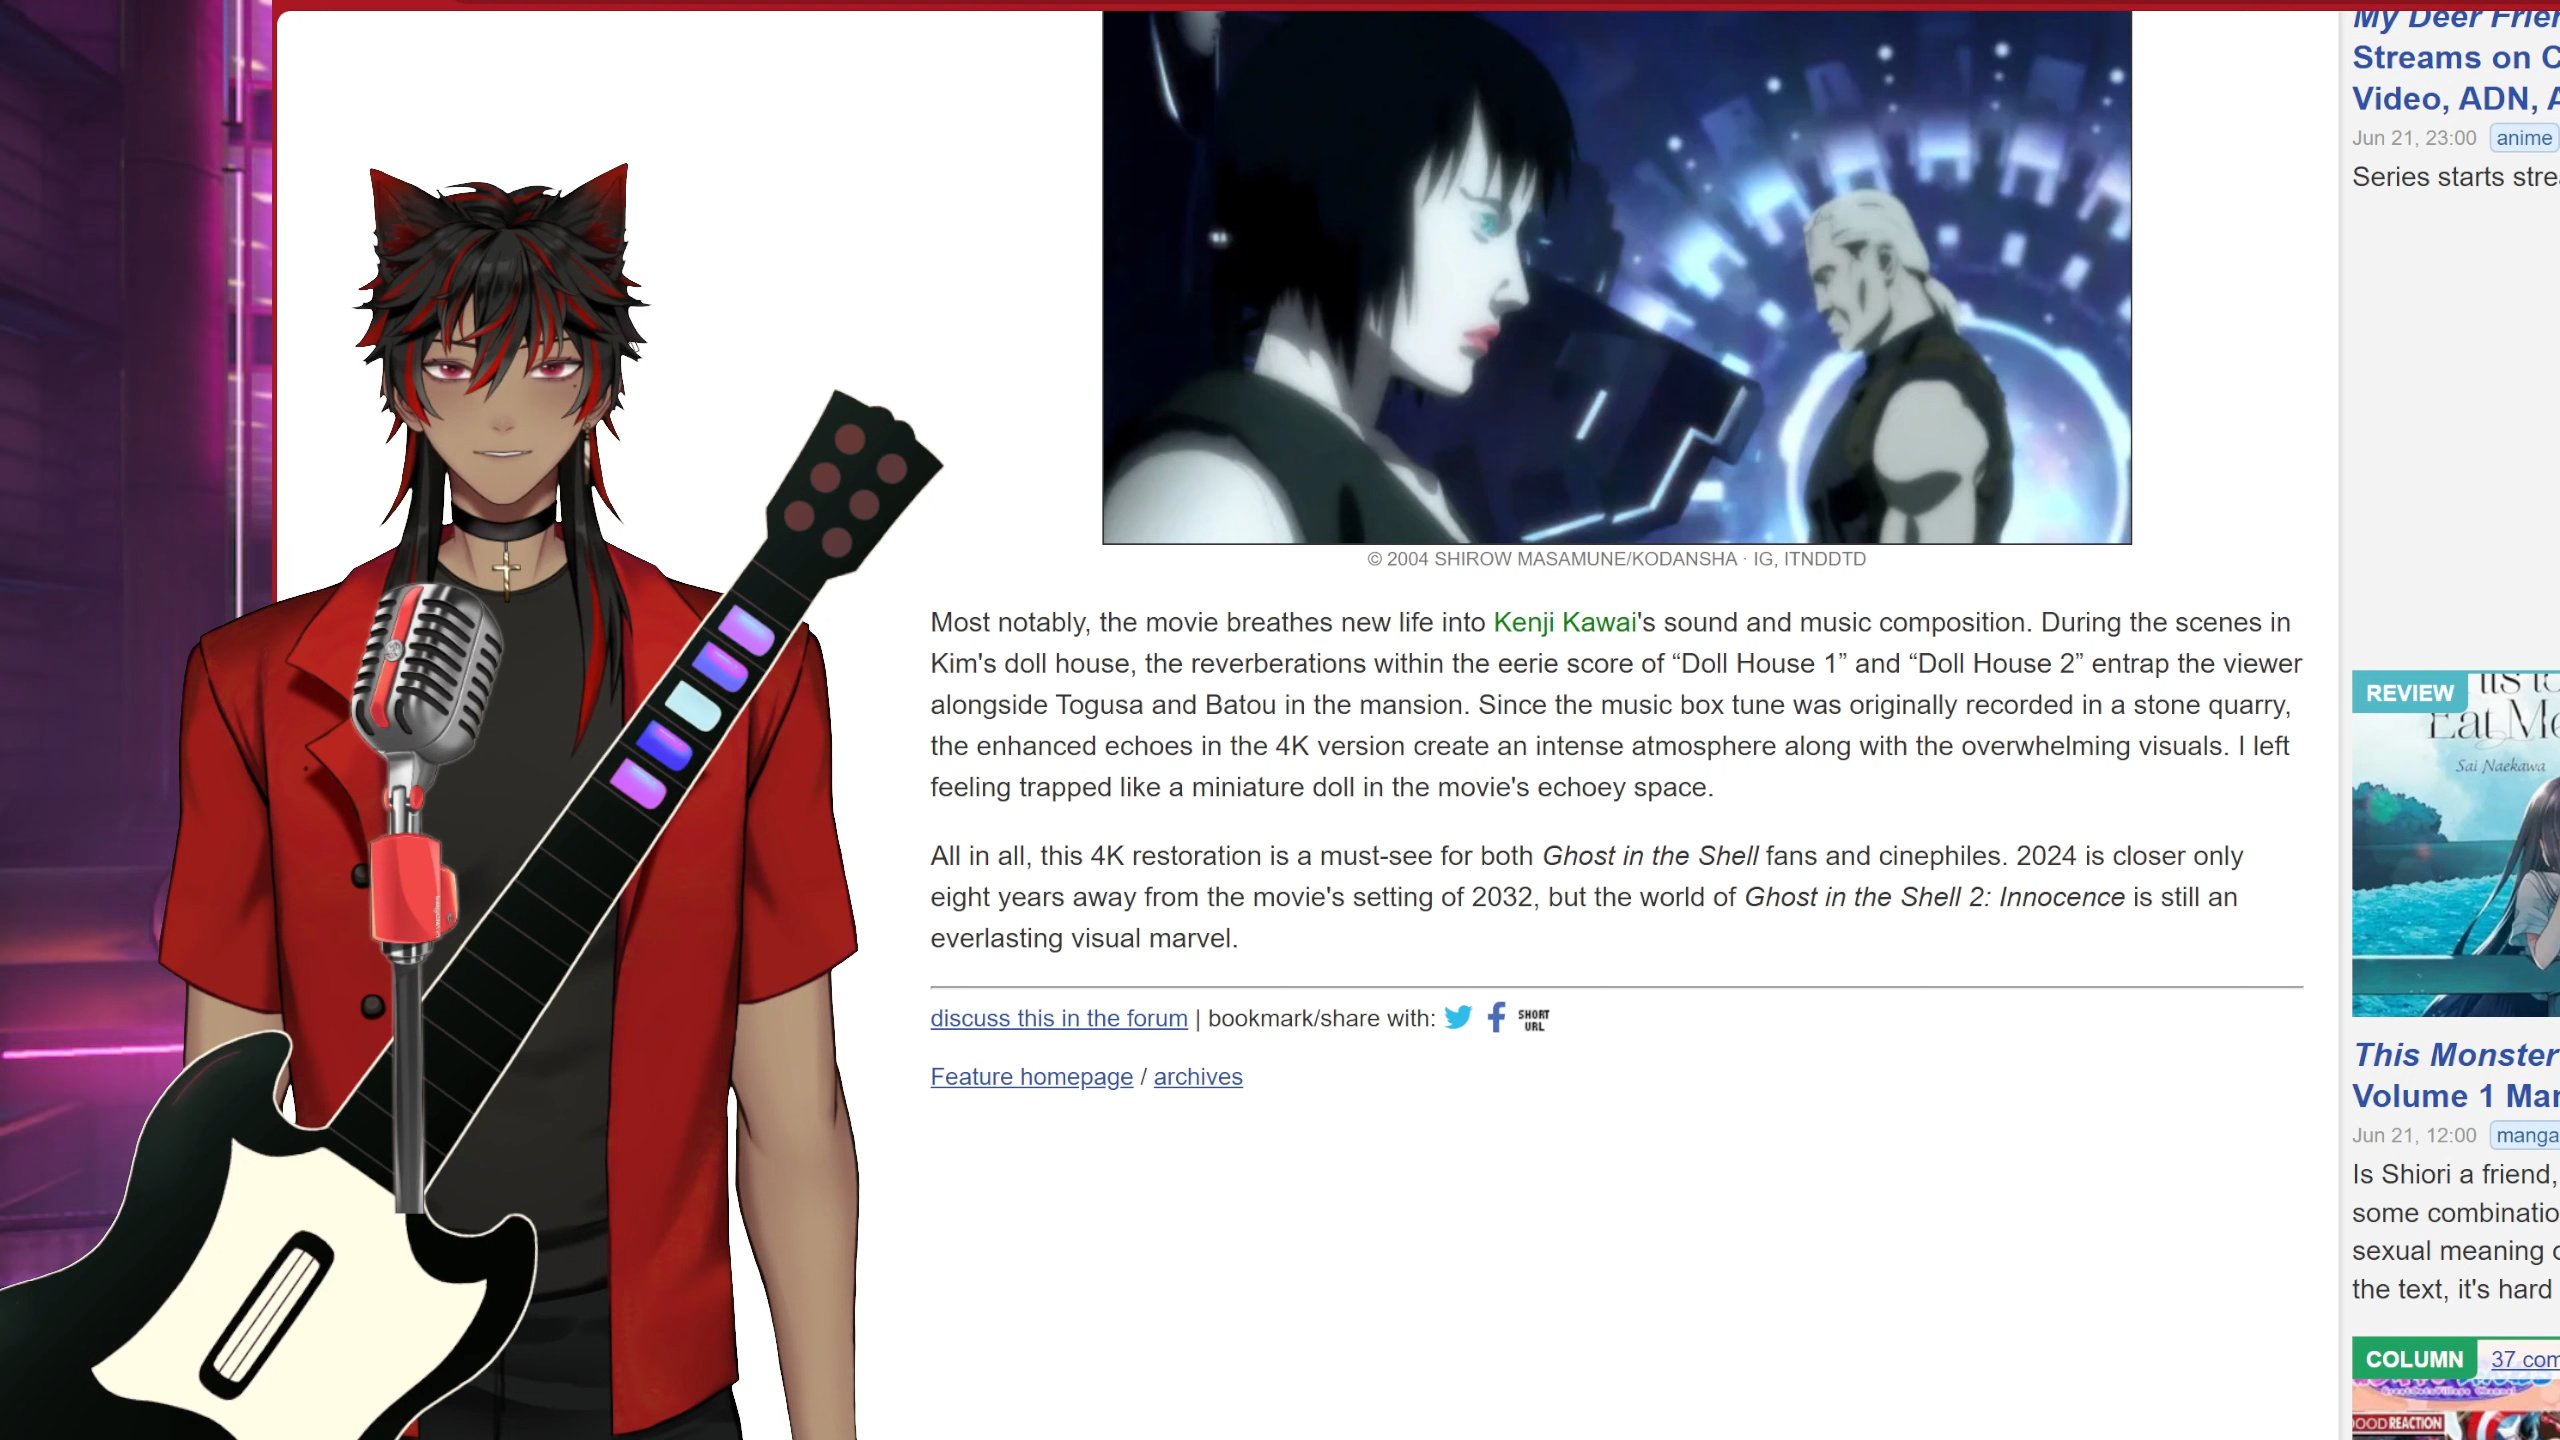 © 2004 SHIROW MASAMUNE/KODANSHA · IG, ITNDDTD
Most notably, the movie breathes new life into Kenji Kawai's sound and music composition. During the scenes in
Kim's doll house, the reverberations within the eerie score of “Doll House 1” and “Doll House 2” entrap the viewer
alongside Togusa and Batou in the mansion. Since the music box tune was originally recorded in a stone quarry,
the enhanced echoes in the 4K version create an intense atmosphere along with the overwhelming visuals. I left
feeling trapped like a miniature doll in the movie's echoey space.
All in all, this 4K restoration is a must-see for both Ghost in the Shell fans and cinephiles. 2024 is closer only
eight years away from the movie's setting of 2032, but the world of Ghost in the Shell 2: Innocence is still an
everlasting visual marvel.
discuss this in the forum | bookmark/share with: SHORT URL
Feature homepage / archives
My Deer Frien
Streams on C
Video, ADN, A
Jun 21, 23:00 anime
Series starts stre
REVIEW
Eat Me
Sai Naekawa
This Monster
Volume 1 Man
Jun 21, 12:00 manga
Is Shiori a friend,
some combinatio
sexual meaning
the text, it's hard
COLUMN 37 com
REACTION